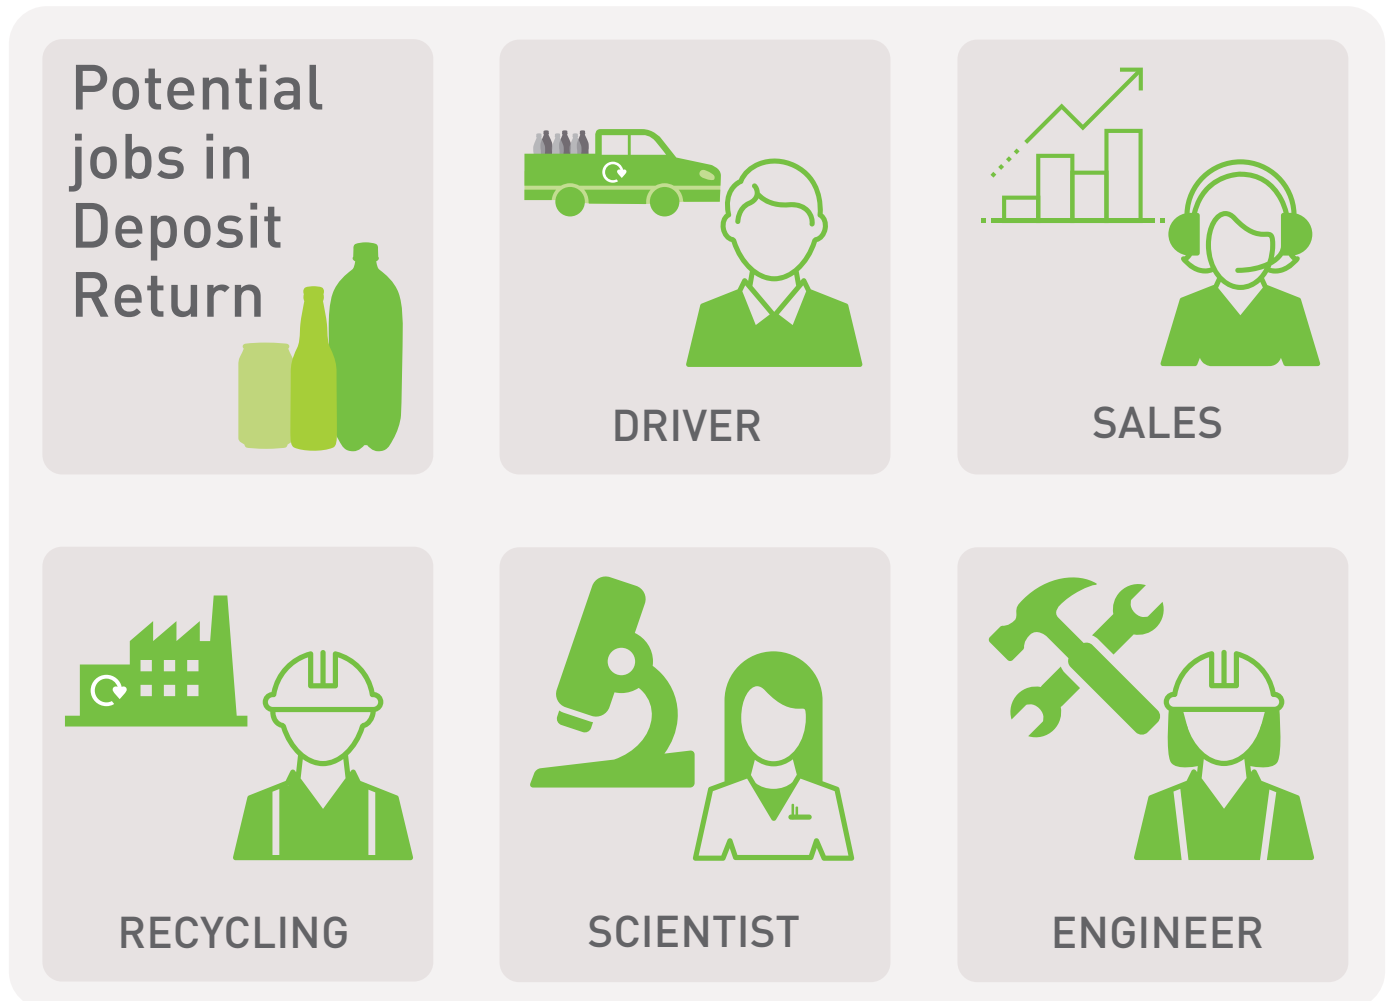 Potential
jobs in
Deposit
Return
DRIVER
SALES
RECYCLING
SCIENTIST
ENGINEER